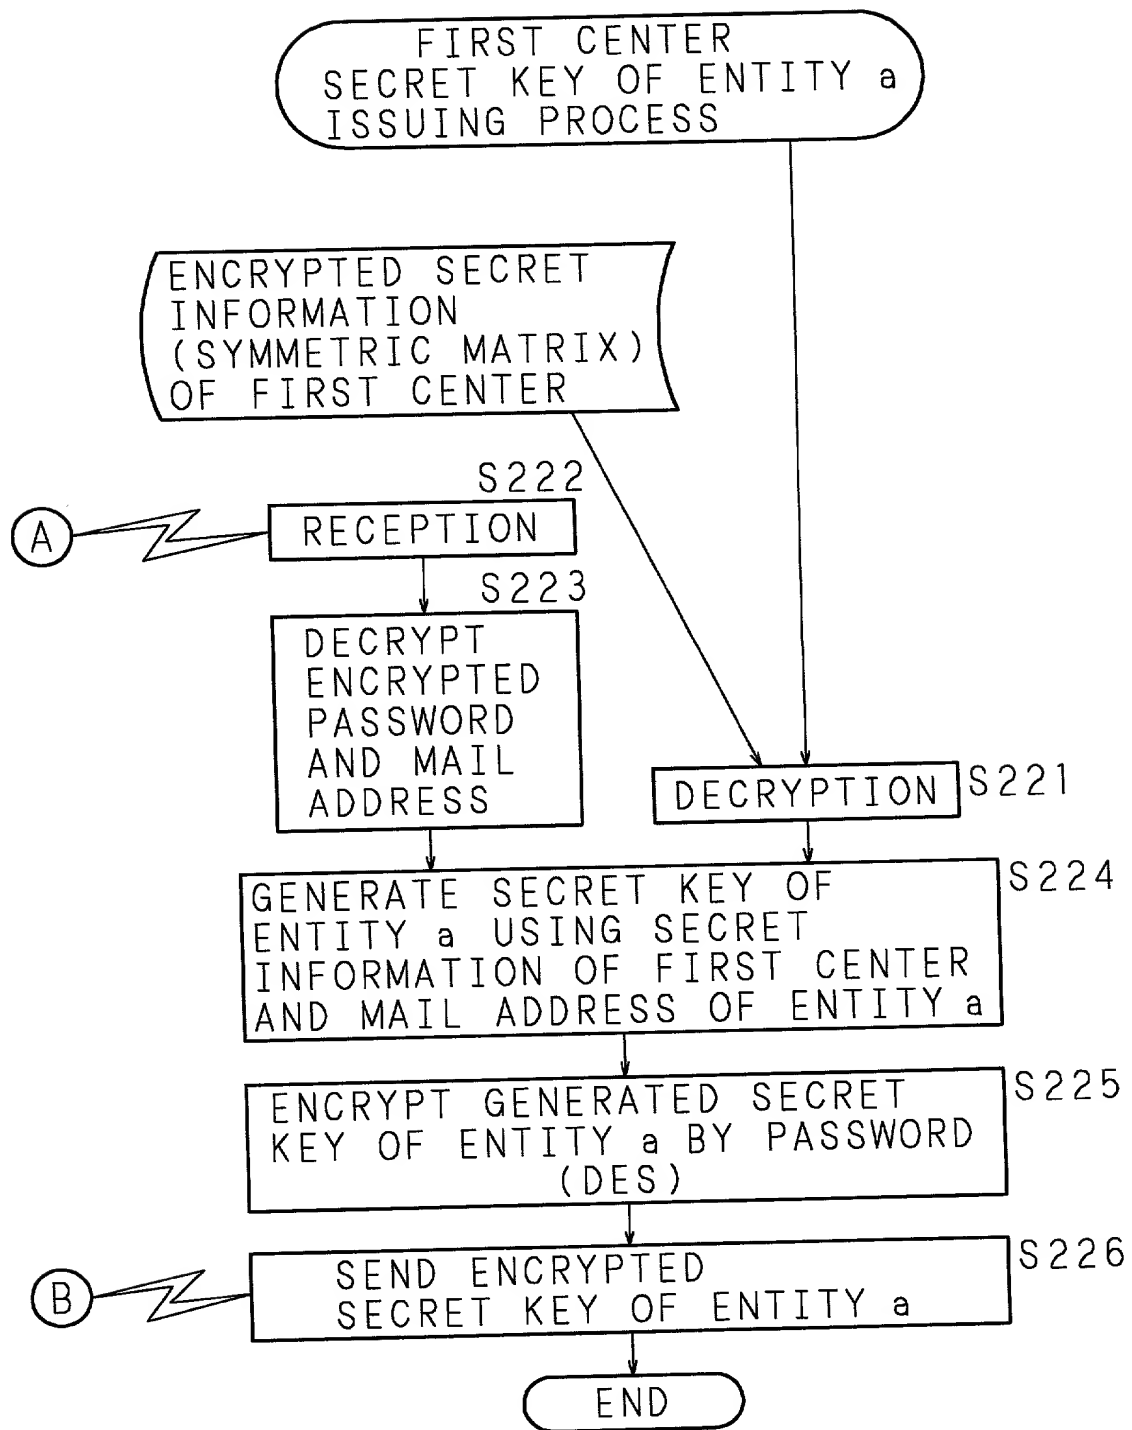 FIRST CENTER
SECRET KEY OF ENTITY a
ISSUING PROCESS
ENCRYPTED SECRET
INFORMATION
(SYMMETRIC MATRIX)
OF FIRST CENTER
S222
A
RECEPTION
S223
DECRYPT
ENCRYPTED
PASSWORD
AND MAIL
ADDRESS
DECRYPTION
S221
GENERATE SECRET KEY OF
ENTITY a USING SECRET
INFORMATION OF FIRST CENTER
AND MAIL ADDRESS OF ENTITY a
S224
ENCRYPT GENERATED SECRET
KEY OF ENTITY a BY PASSWORD
(DES)
S225
B
SEND ENCRYPTED
SECRET KEY OF ENTITY a
S226
END